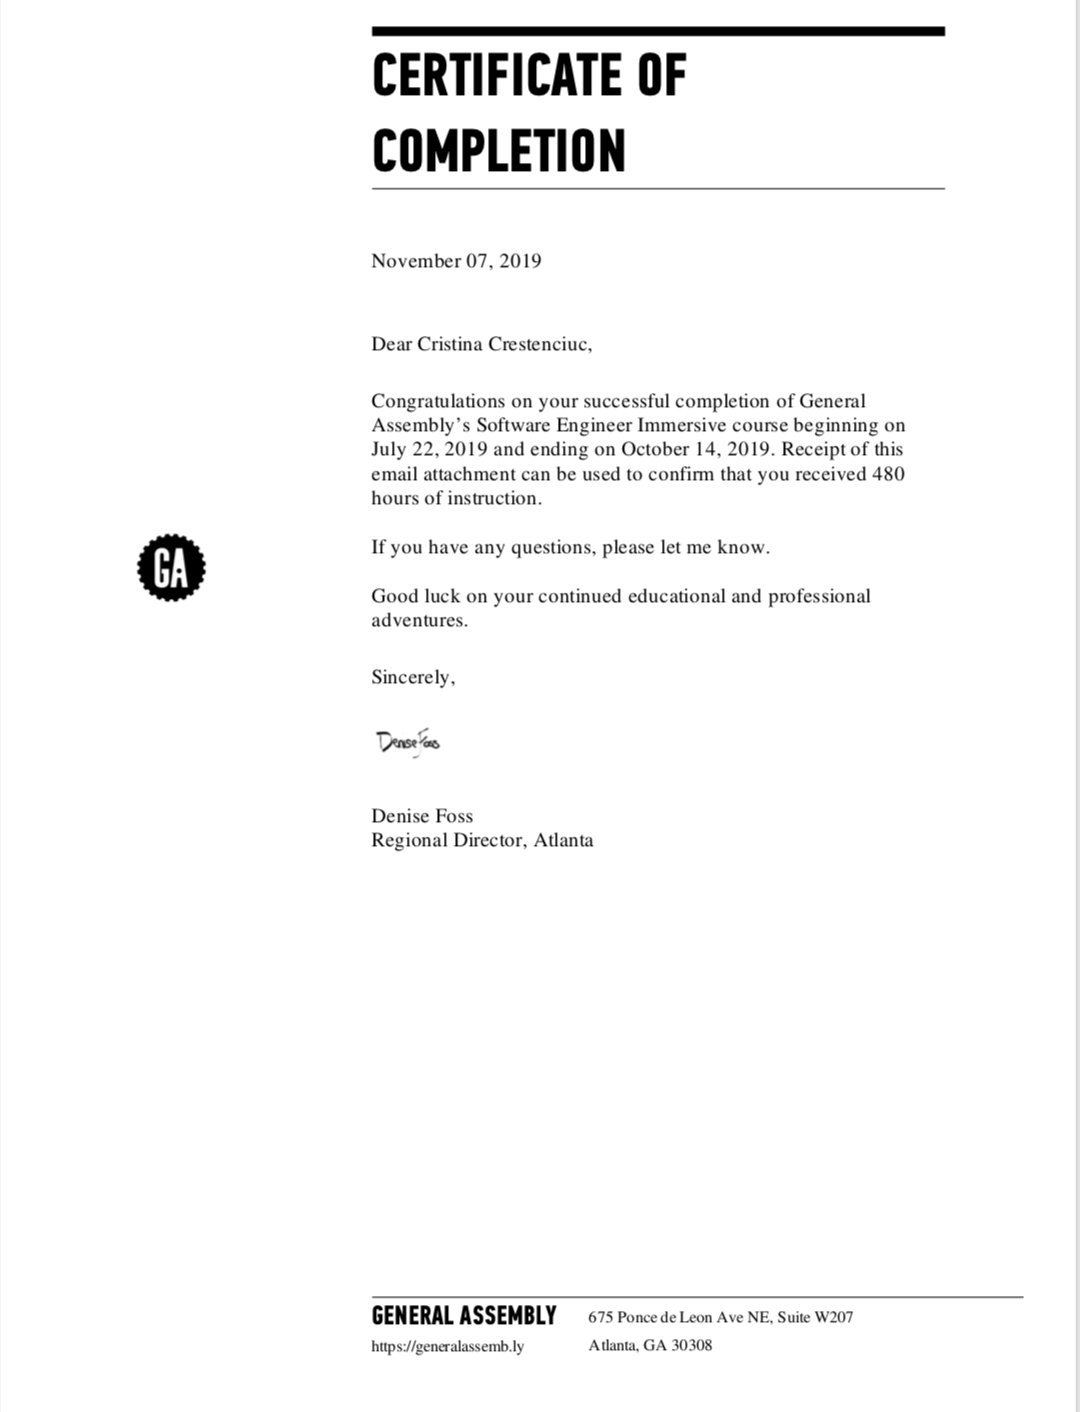 CERTIFICATE OF
COMPLETION
November 07, 2019
Dear Cristina Crestenciuc,
Congratulations on your successful completion of General
Assembly’s Software Engineer Immersive course beginning on
July 22, 2019 and ending on October 14, 2019. Receipt of this
email attachment can be used to confirm that you received 480
hours of instruction.
GA
If you have any questions, please let me know.
Good luck on your continued educational and professional
adventures.
Sincerely,
Denise Foss
Denise Foss
Regional Director, Atlanta
GENERAL ASSEMBLY
https://generalassemb.ly
675 Ponce de Leon Ave NE, Suite W207
Atlanta, GA 30308